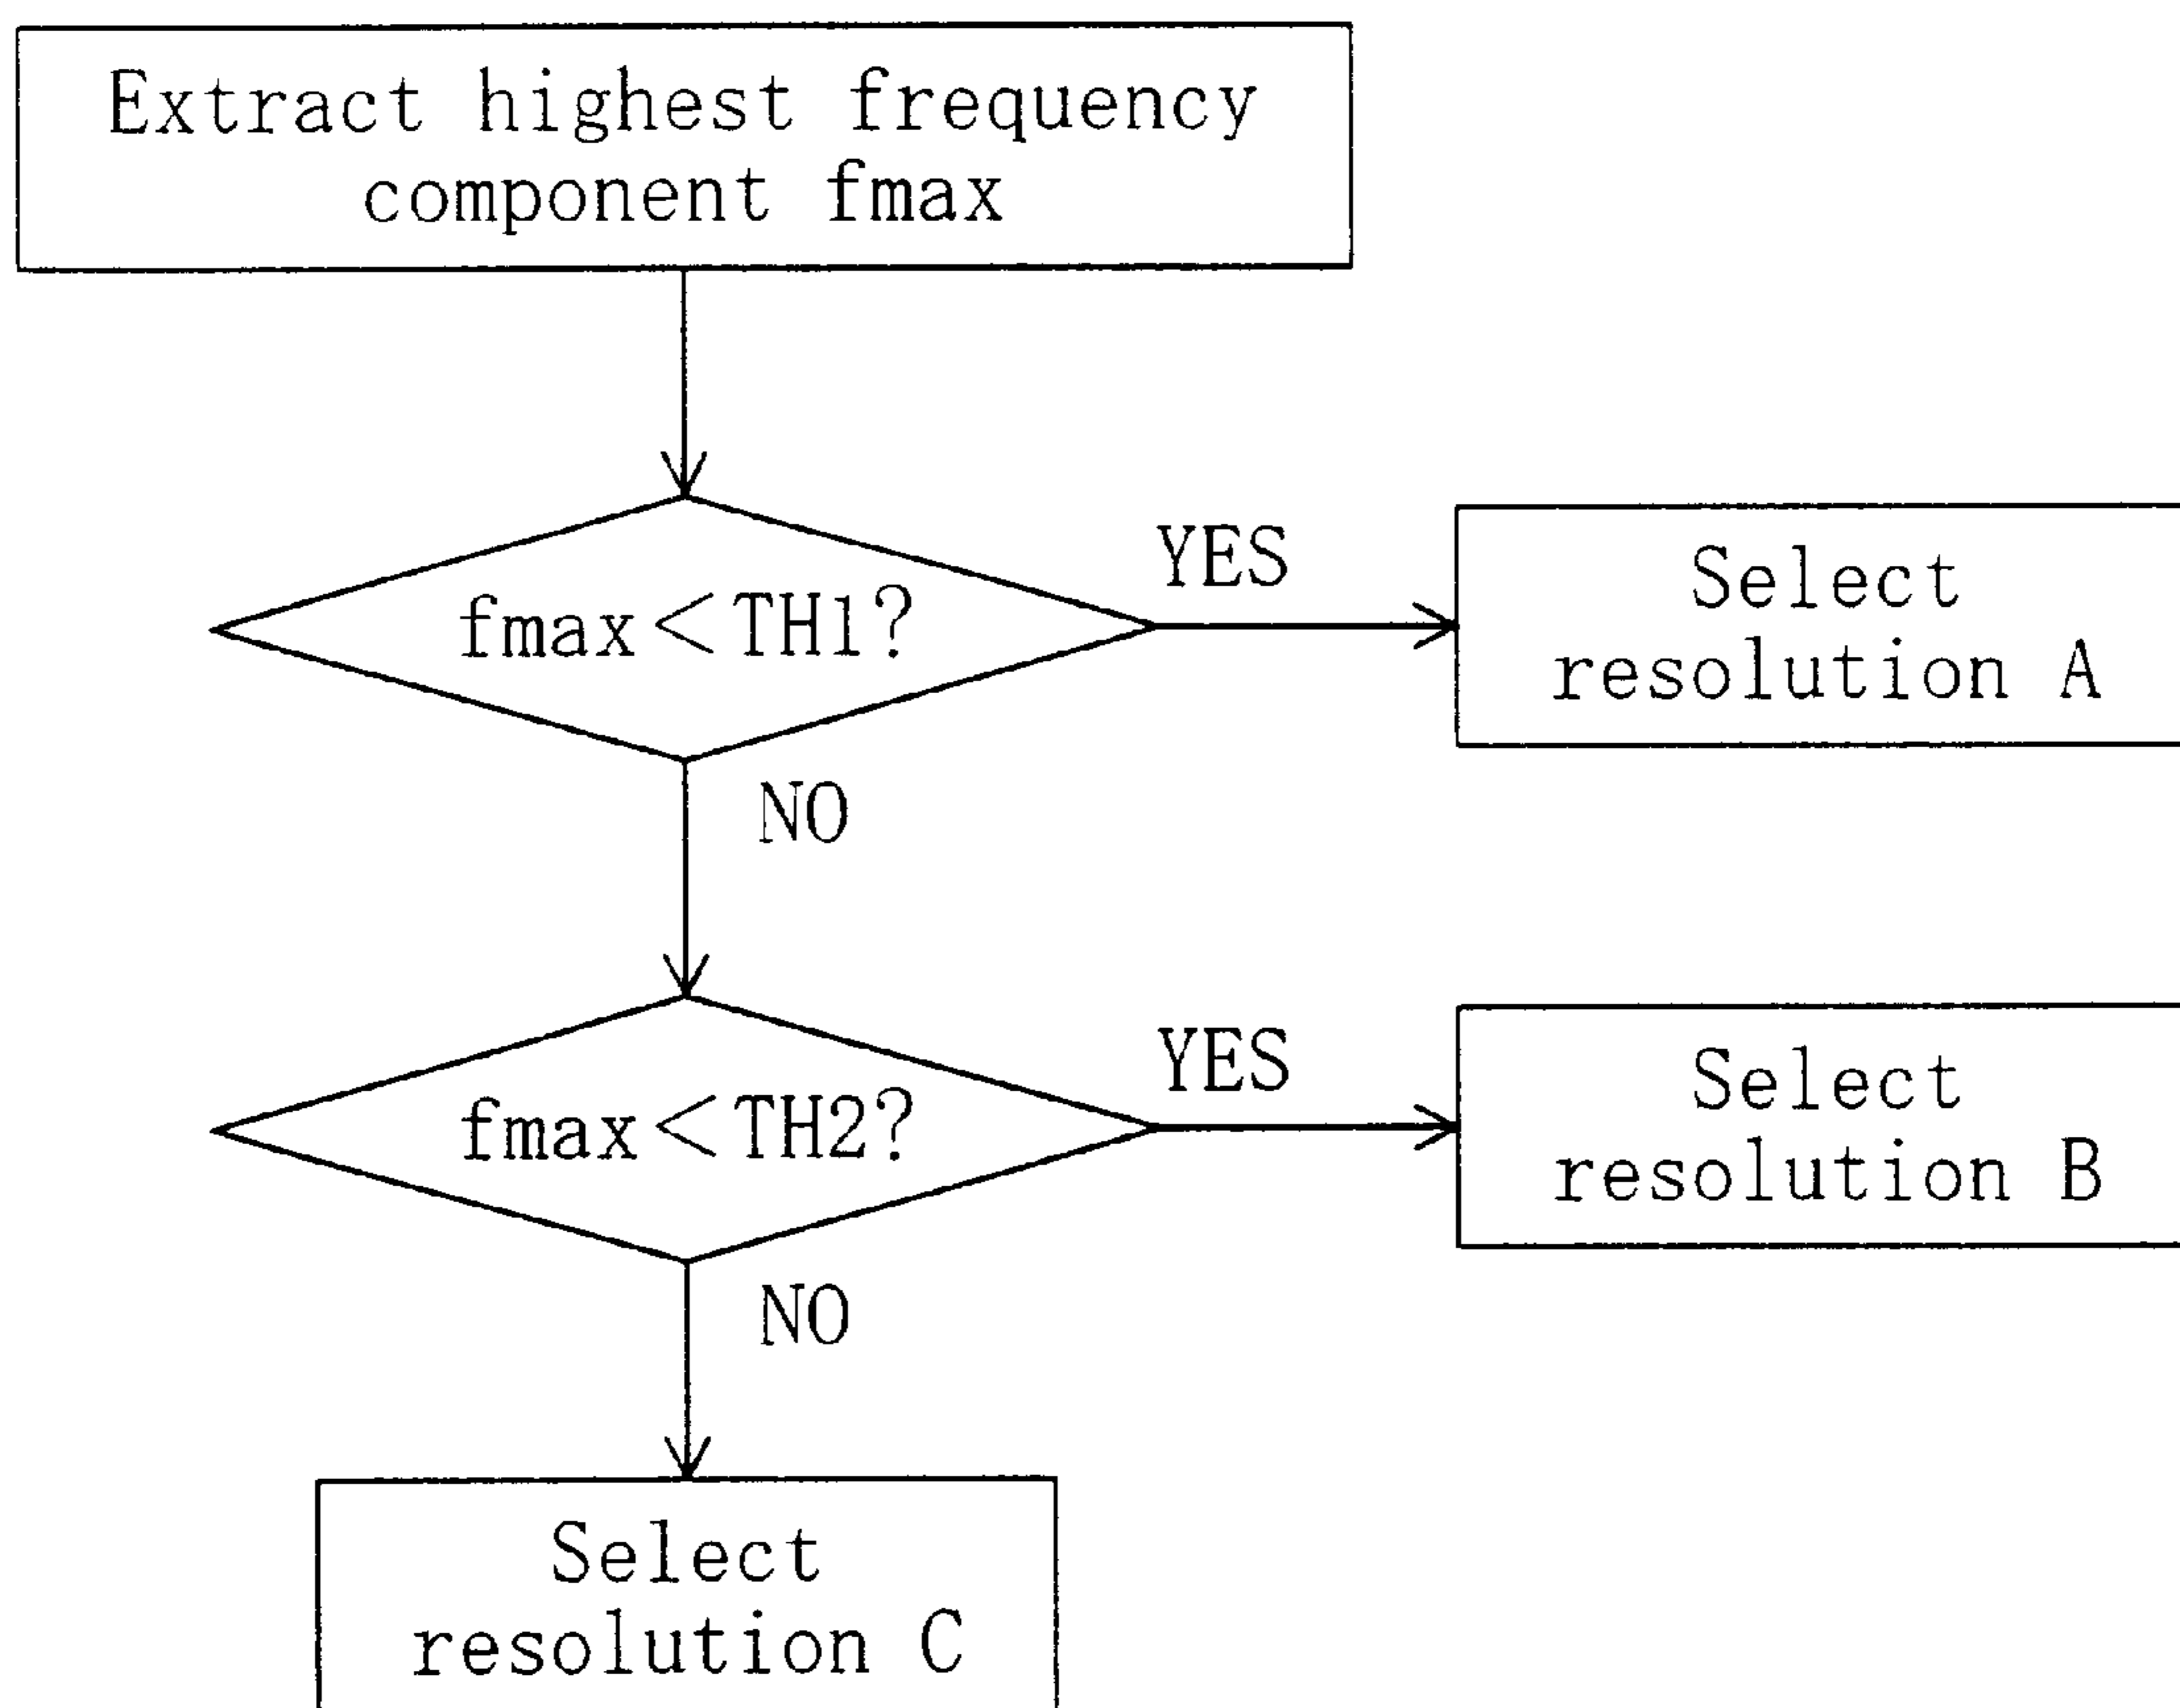 Extract highest frequency
component fmax
fmax<TH1?
YES
Select
resolution A
NO
fmax<TH2?
YES
Select
resolution B
NO
Select
resolution C